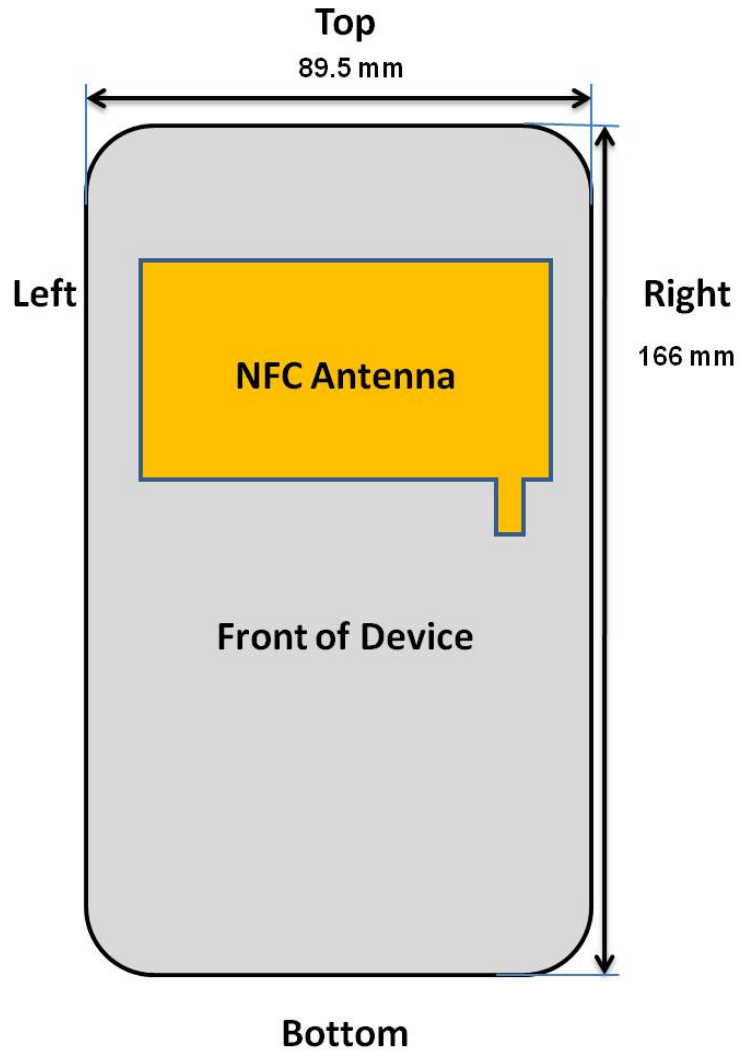 Top
89.5 mm
Left
Right
166 mm
NFC Antenna
Front of Device
Bottom